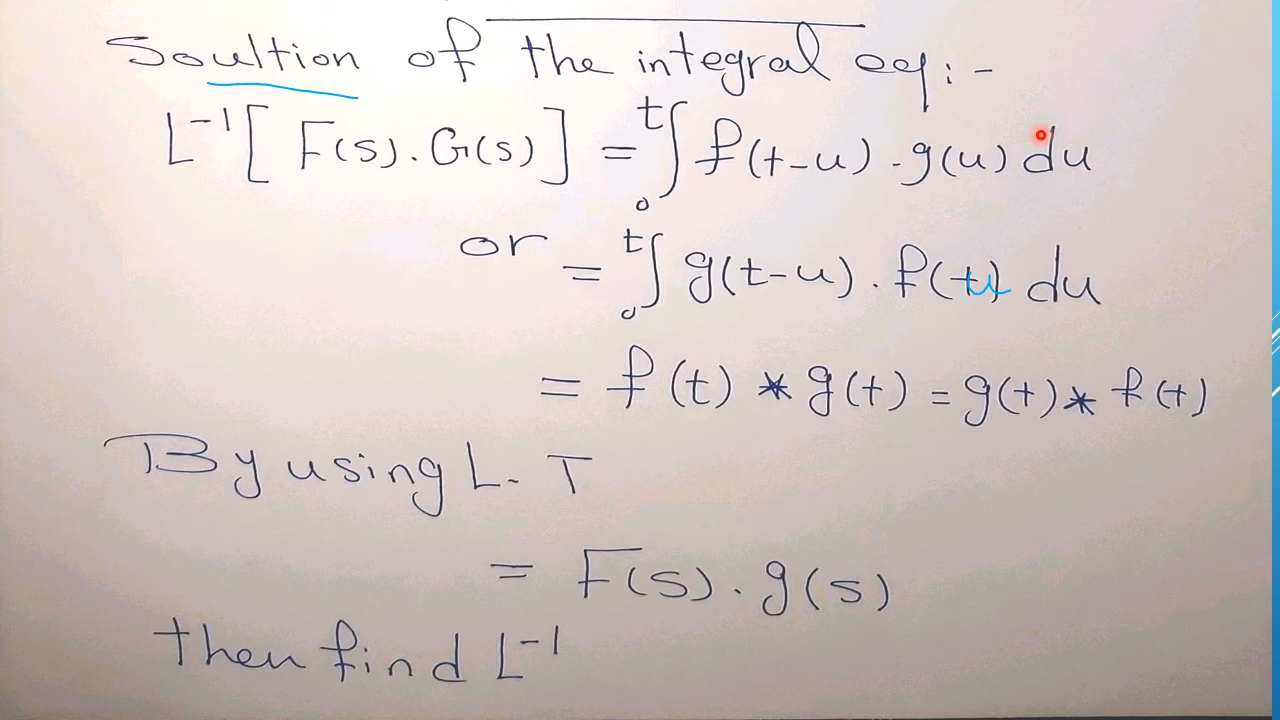 Soultion of the integral eq:-
L⁻¹[F(s).G(s)] = ₀ᵗ∫ f(t-u).g(u) du
or = ₀ᵗ∫ g(t-u).f(u) du
= f(t) * g(t) = g(t) * f(t)
By using L.T
= F(s).g(s)
then find L⁻¹